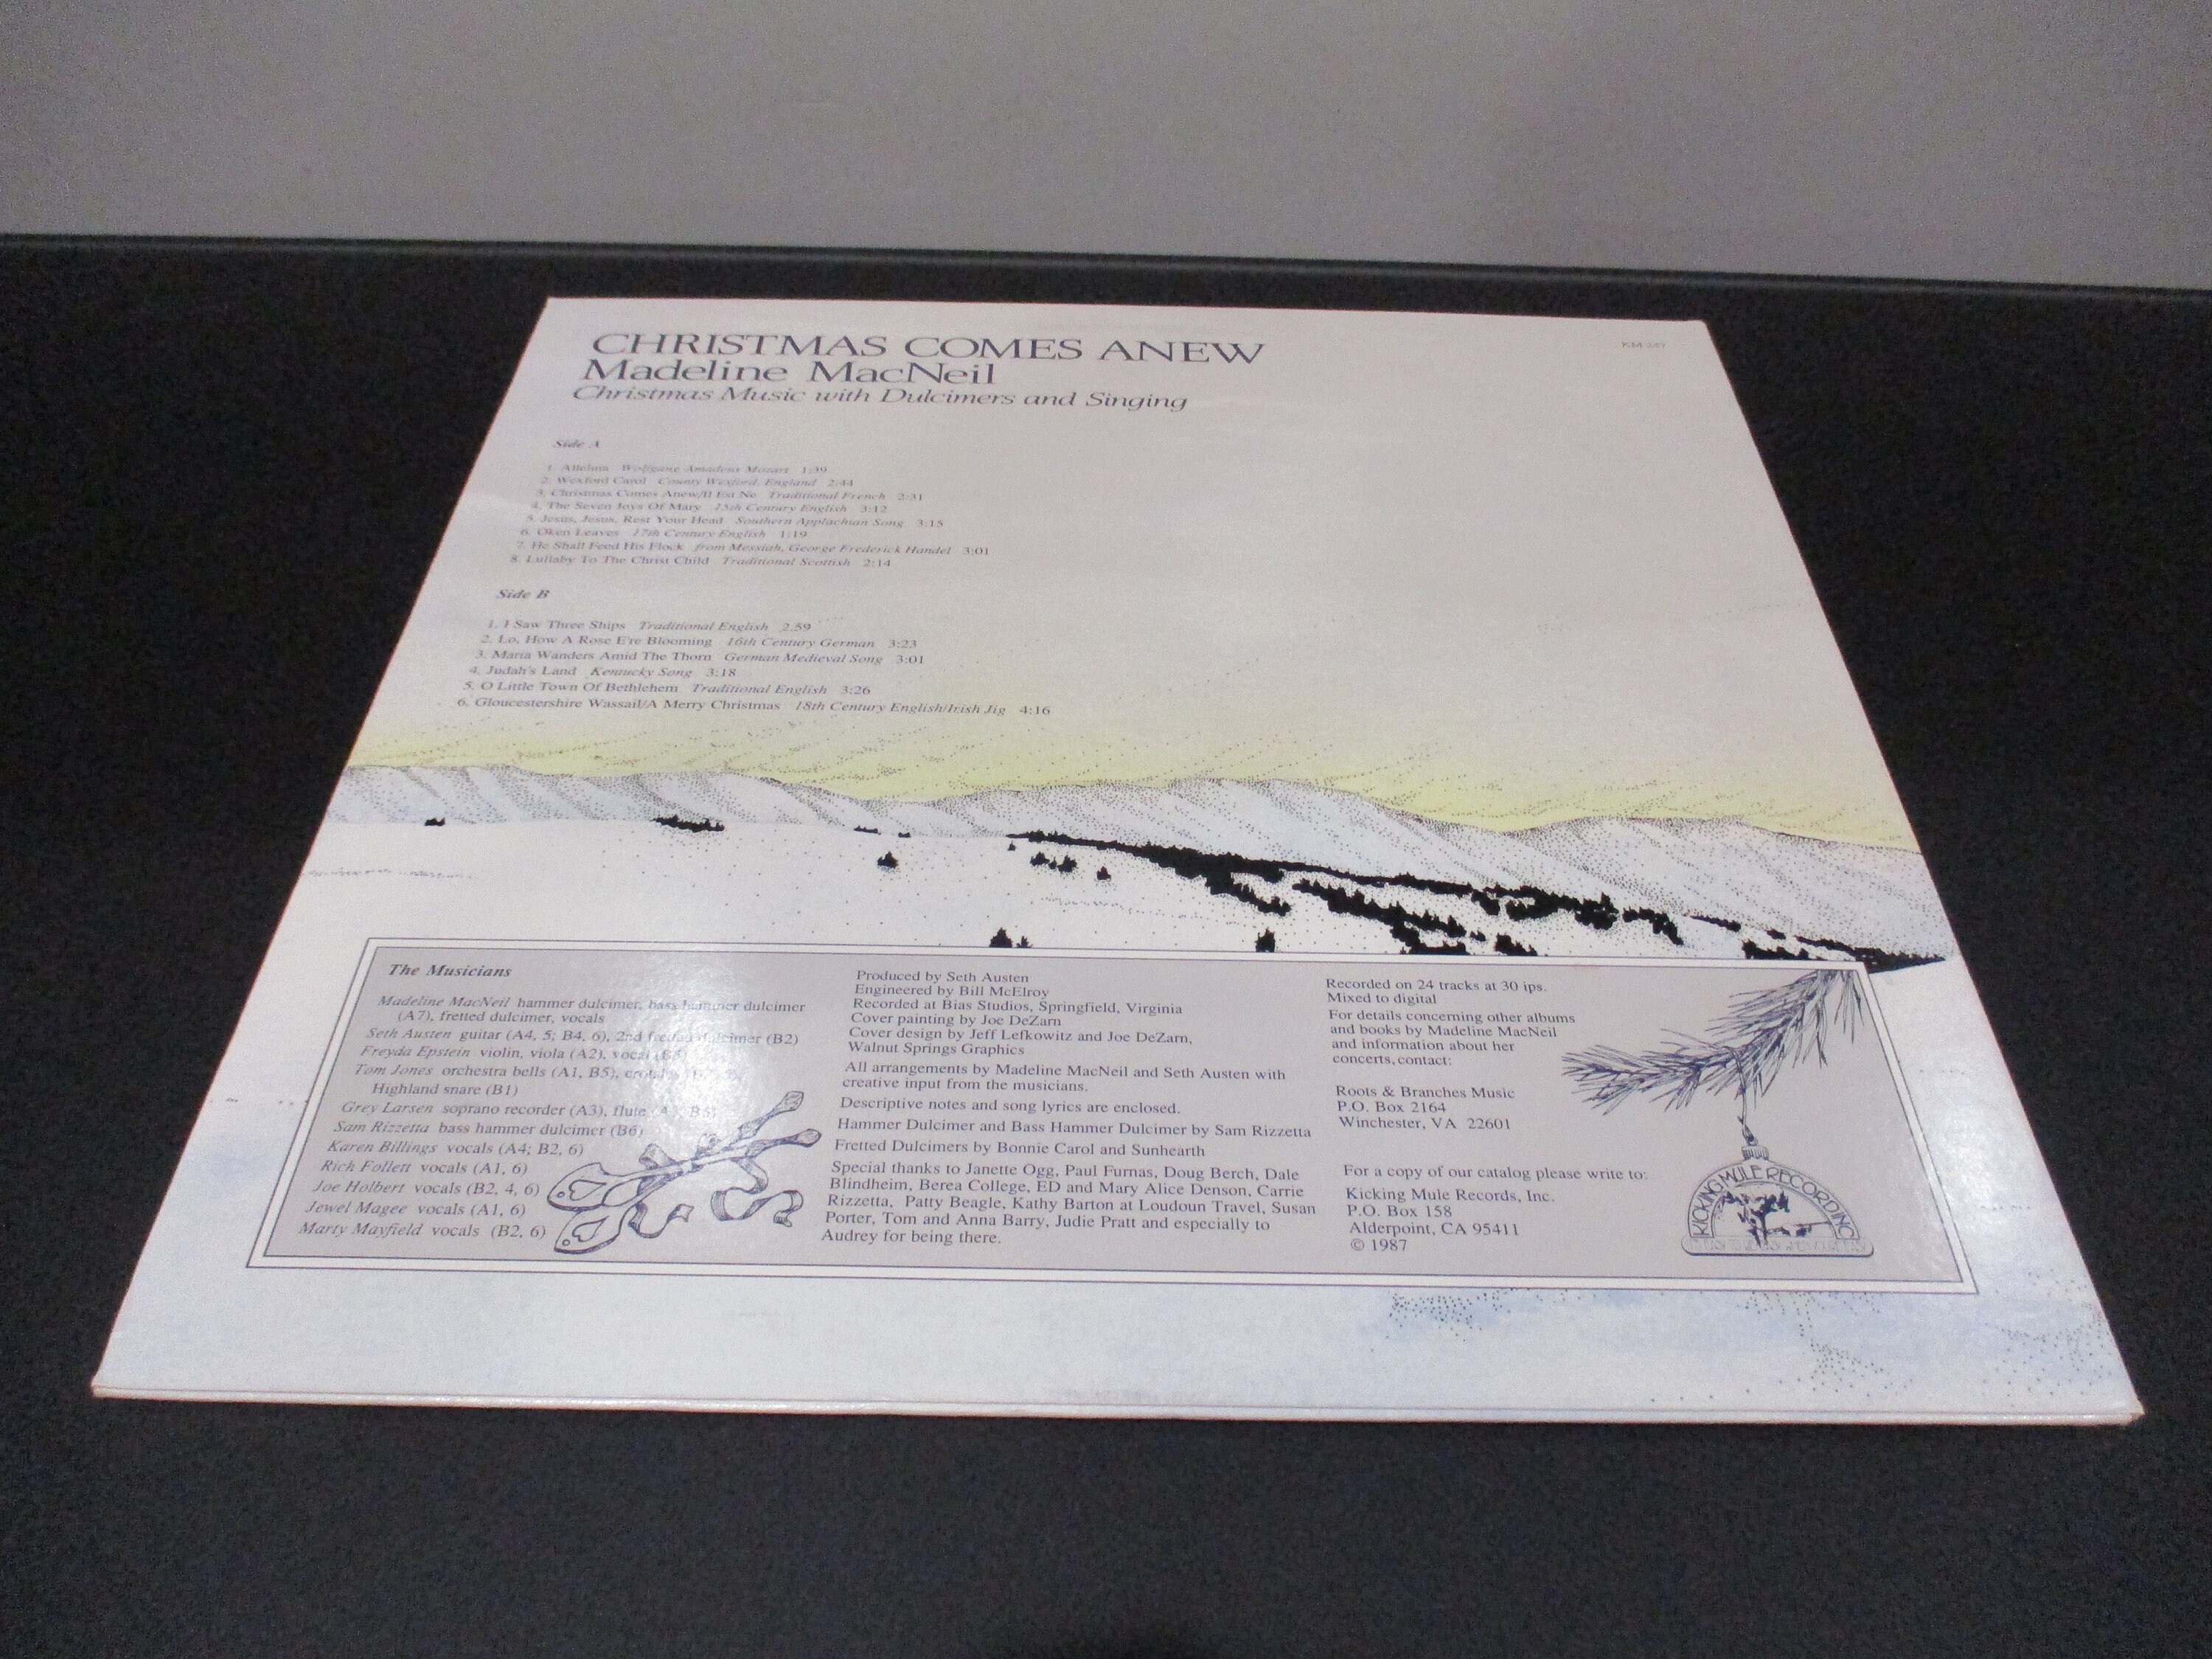 CHRISTMAS COMES ANEW
Madeline MacNeil
Christmas Music with Dulcimers and Singing
Side A
1. Alleluia Wolfgang Amadeus Mozart 1:39
2. Wexford Carol County Wexford, England 2:44
3. Christmas Comes Anew/Il Est Ne Traditional French 2:31
4. The Seven Joys Of Mary 15th Century English 3:12
5. Jesus, Jesus, Rest Your Head Southern Applachian Song 3:15
6. Oken Leaves 17th Century English 1:19
7. He Shall Feed His Flock from Messiah, George Frederick Handel 3:01
8. Lullaby To The Christ Child Traditional Scottish 2:14
Side B
1. I Saw Three Ships Traditional English 2.59
2. Lo, How A Rose E're Blooming 16th Century German 3:23
3. Maria Wanders Amid The Thorn German Medieval Song 3:01
4. Judah's Land Kentucky Song 3:18
5. O Little Town Of Bethlehem Traditional English 3:26
6. Gloucestershire Wassail/A Merry Christmas 18th Century English/Irish Jig 4:16
The Musicians
Madeline MacNeil hammer dulcimer, bass hammer dulcimer
(A7), fretted dulcimer, vocals
Seth Austen guitar (A4, 5; B4, 6), 2nd fretted dulcimer (B2)
Freyda Epstein violin, viola (A2), vocal
Tom Jones orchestra bells (A1, B5),
Highland snare (B1)
Grey Larsen soprano recorder (A3), flute
Sam Rizzetta bass hammer dulcimer (B6)
Karen Billings vocals (A4; B2, 6)
Rich Follett vocals (A1, 6)
Joe Holbert vocals (B2, 4, 6)
Jewel Magee vocals (A1, 6)
Marty Mayfield vocals (B2, 6)
Produced by Seth Austen
Engineered by Bill McElroy
Recorded at Bias Studios, Springfield, Virginia
Cover painting by Joe DeZarn
Cover design by Jeff Lefkowitz and Joe DeZarn,
Walnut Springs Graphics
All arrangements by Madeline MacNeil and Seth Austen with
creative input from the musicians.
Descriptive notes and song lyrics are enclosed.
Hammer Dulcimer and Bass Hammer Dulcimer by Sam Rizzetta
Fretted Dulcimers by Bonnie Carol and Sunhearth
Special thanks to Janette Ogg, Paul Furnas, Doug Berch, Dale
Blindheim, Berea College, ED and Mary Alice Denson, Carrie
Rizzetta, Patty Beagle, Kathy Barton at Loudoun Travel, Susan
Porter, Tom and Anna Barry, Judie Pratt and especially to
Audrey for being there.
Recorded on 24 tracks at 30 ips.
Mixed to digital
For details concerning other albums
and books by Madeline MacNeil
and information about her
concerts, contact:
Roots & Branches Music
P.O. Box 2164
Winchester, VA 22601
For a copy of our catalog please write to:
Kicking Mule Records, Inc.
P.O. Box 158
Alderpoint, CA 95411
© 1987
KICKING MULE RECORD INC